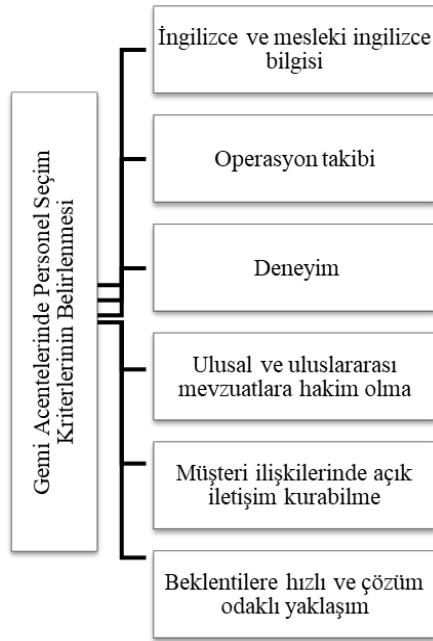 Gemi Acentelerinde Personel Seçim
Kriterlerinin Belirlenmesi
İngilizce ve mesleki ingilizce
bilgisi
Operasyon takibi
Deneyim
Ulusal ve uluslararası
mevzuatlara hakim olma
Müşteri ilişkilerinde açık
iletişim kurabilme
Beklentilere hızlı ve çözüm
odaklı yaklaşım